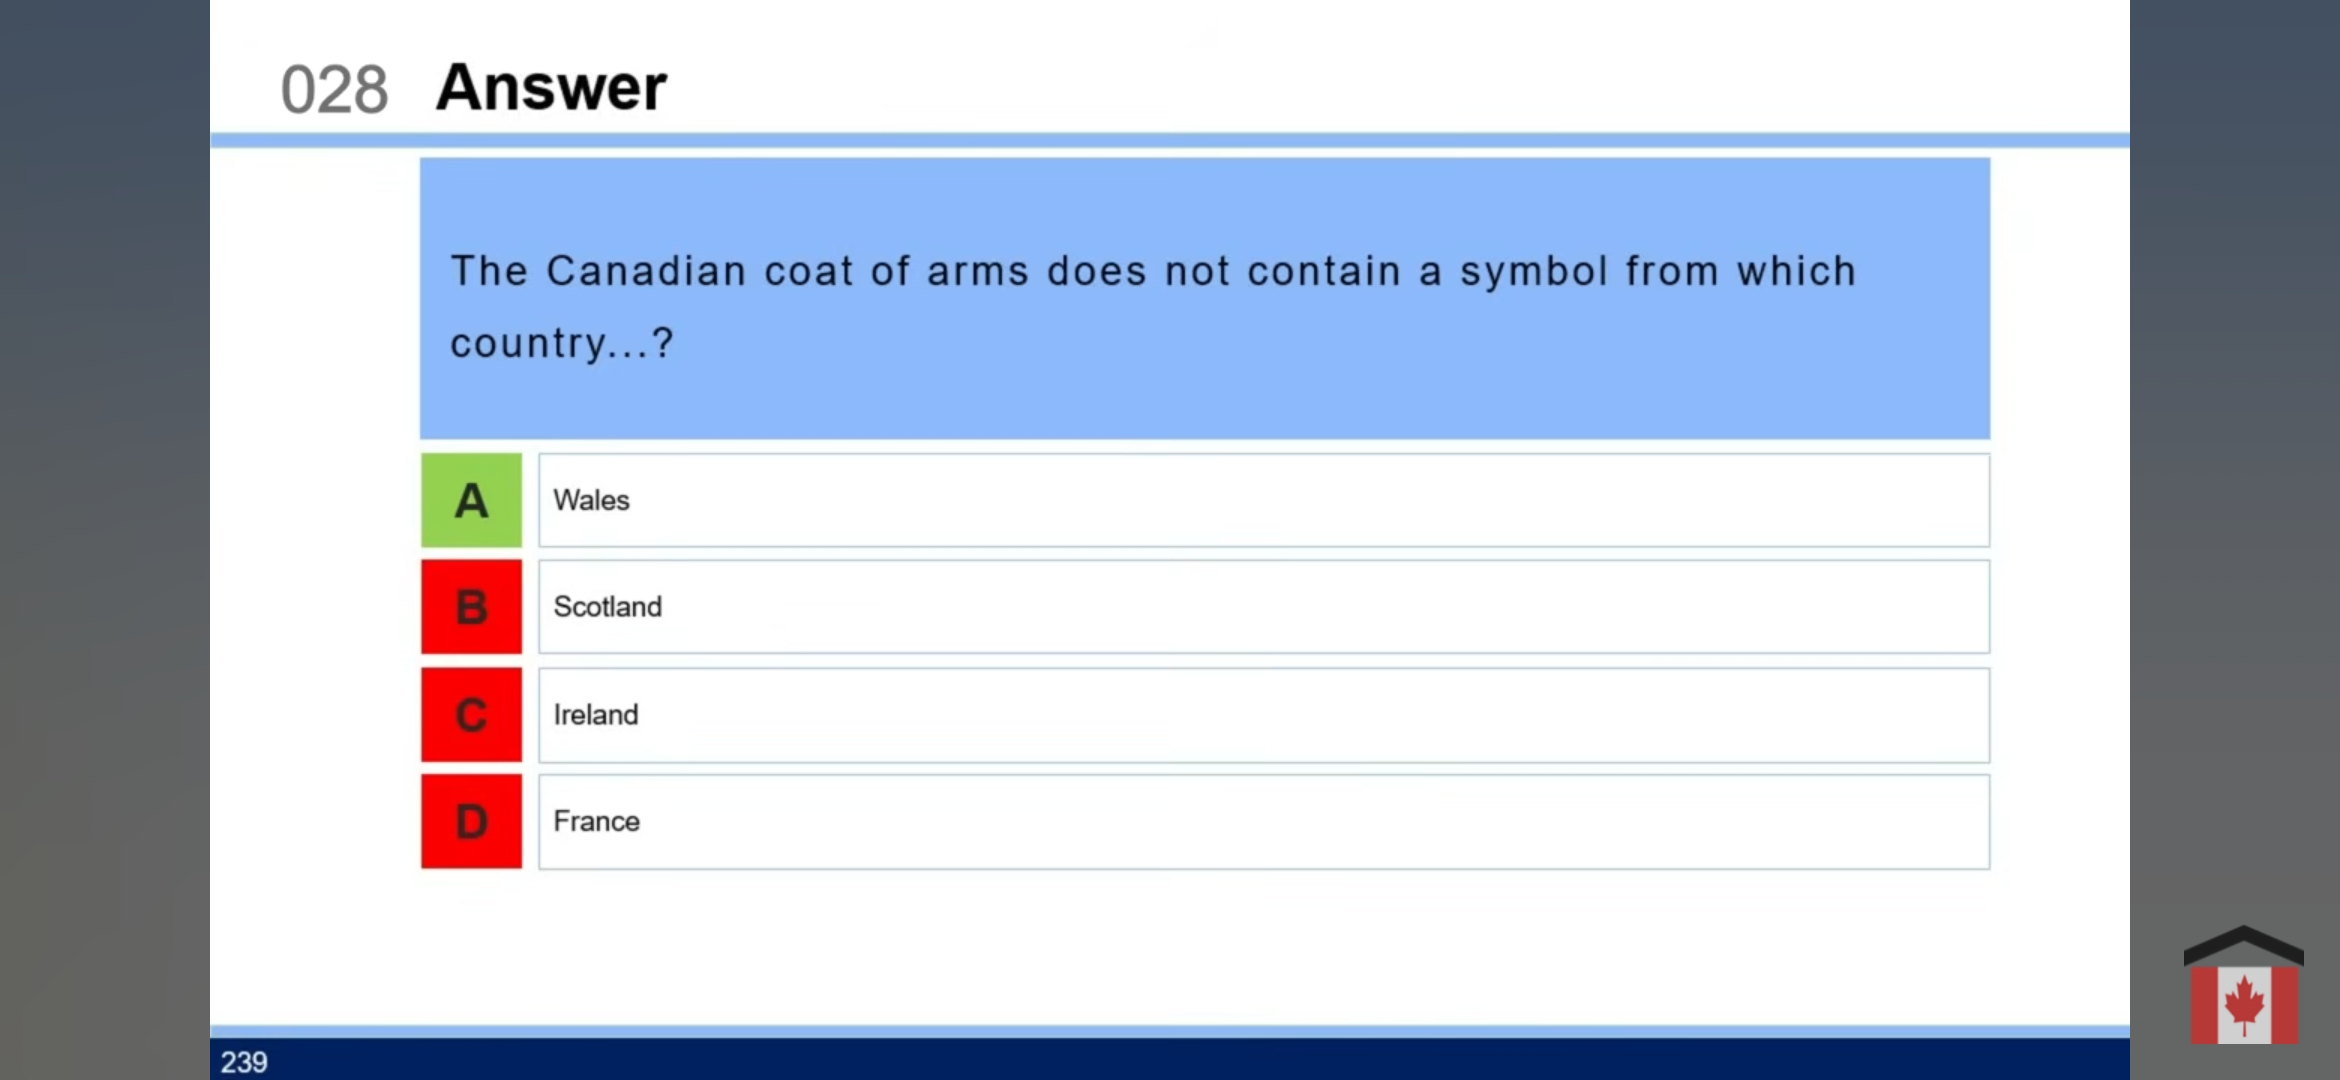 028 Answer
The Canadian coat of arms does not contain a symbol from which
country...?
A Wales
B Scotland
C Ireland
D France
239